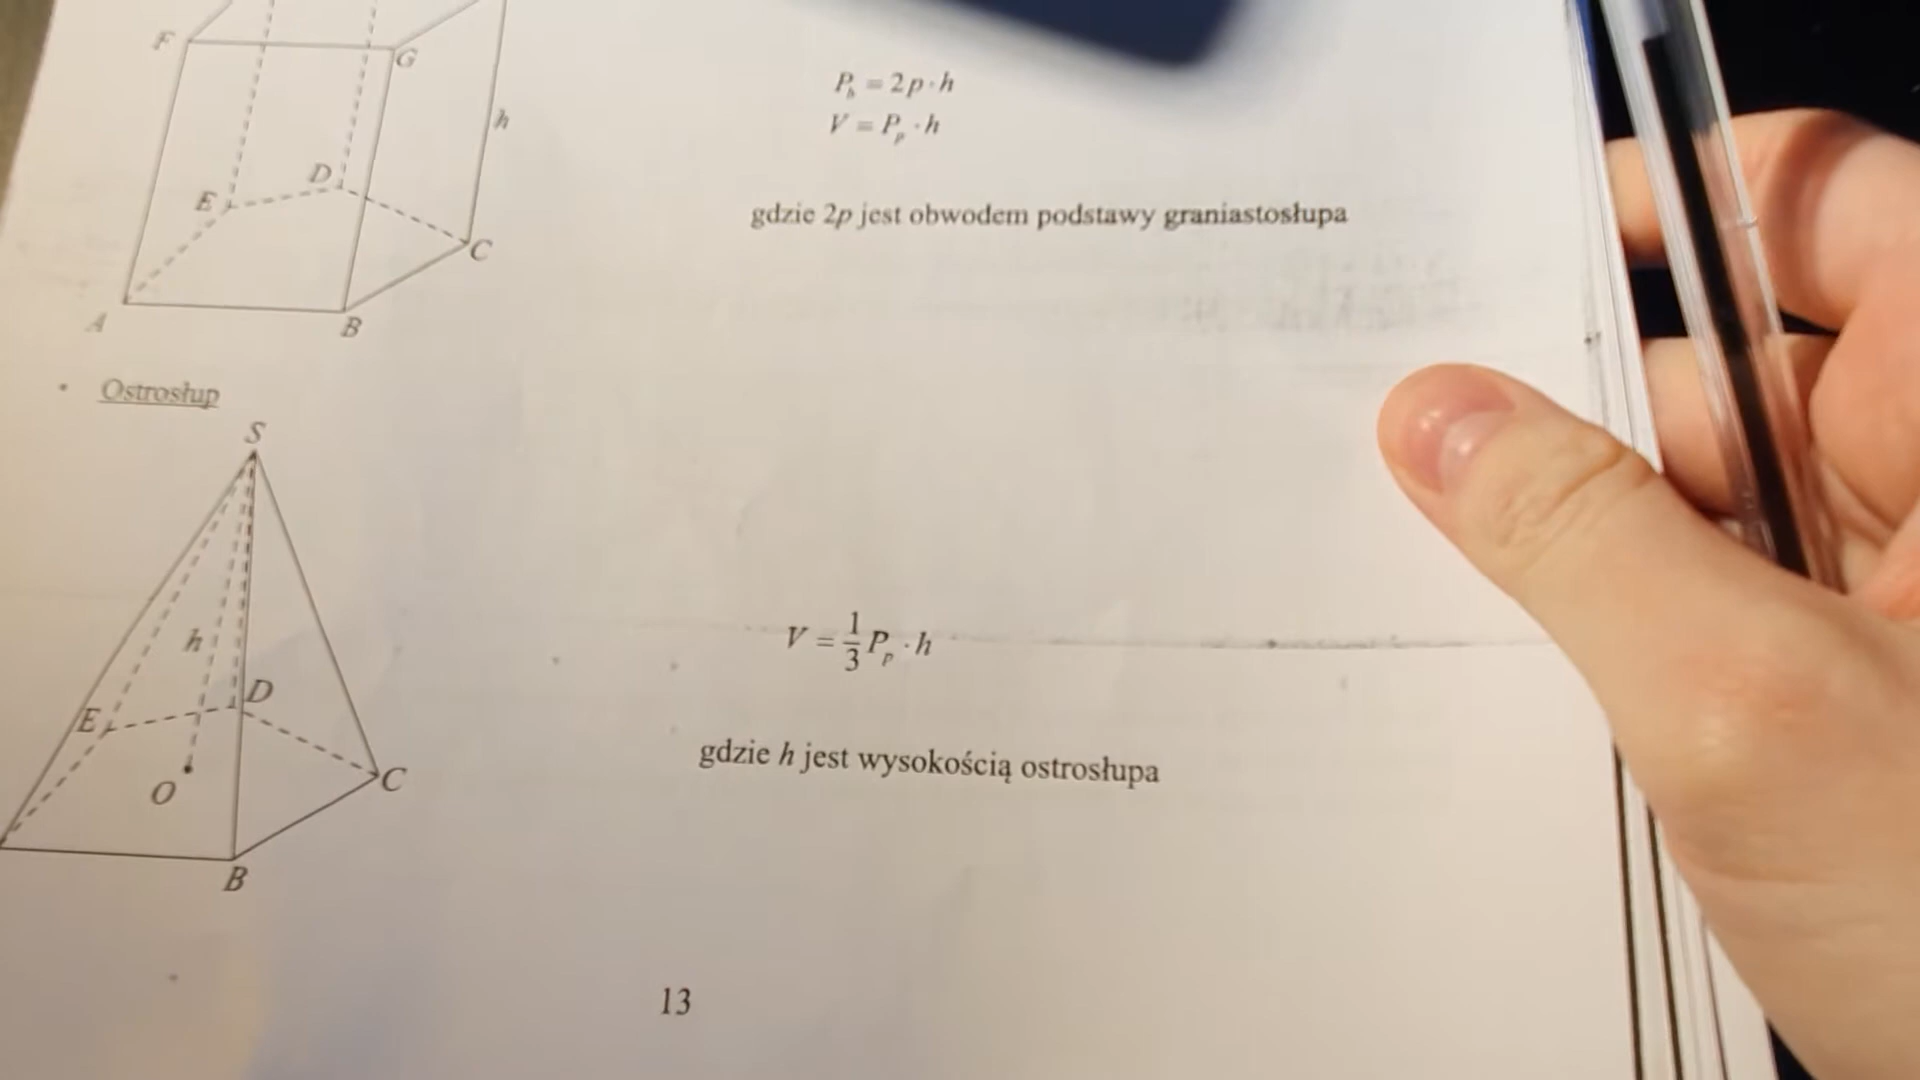 F
G
P_b = 2p · h
h
V = P_p · h
D
E
gdzie 2p jest obwodem podstawy graniastosłupa
C
A
B
• Ostrosłup
S
h
V = 1/3 P_p · h
D
E
gdzie h jest wysokością ostrosłupa
O
C
B
13